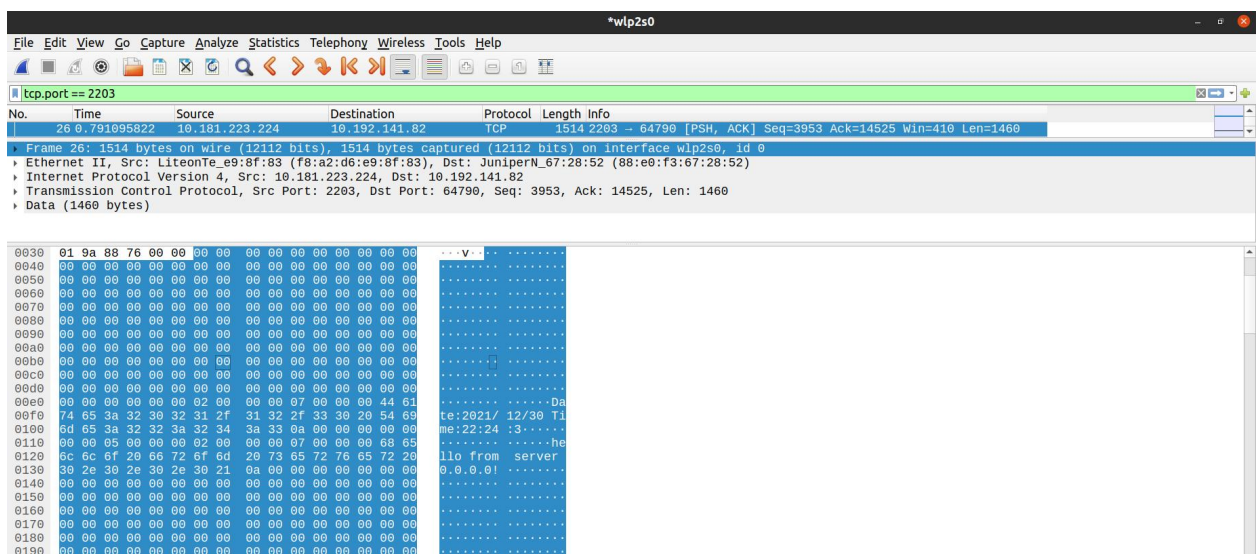 *wlp2s0
File Edit View Go Capture Analyze Statistics Telephony Wireless Tools Help
tcp.port == 2203
No. Time Source Destination Protocol Length Info
26 0.791095822 10.181.223.224 10.192.141.82 TCP 1514 2203 → 64790 [PSH, ACK] Seq=3953 Ack=14525 Win=410 Len=1460
Frame 26: 1514 bytes on wire (12112 bits), 1514 bytes captured (12112 bits) on interface wlp2s0, id 0
Ethernet II, Src: LiteonTe_e9:8f:83 (f8:a2:d6:e9:8f:83), Dst: JuniperN_67:28:52 (88:e0:f3:67:28:52)
Internet Protocol Version 4, Src: 10.181.223.224, Dst: 10.192.141.82
Transmission Control Protocol, Src Port: 2203, Dst Port: 64790, Seq: 3953, Ack: 14525, Len: 1460
Data (1460 bytes)
0030 01 9a 88 76 00 00 00 00 00 00 00 00 00 00 00 00 ···v···· ········
0040 00 00 00 00 00 00 00 00 00 00 00 00 00 00 00 00 ········ ········
0050 00 00 00 00 00 00 00 00 00 00 00 00 00 00 00 00 ········ ········
0060 00 00 00 00 00 00 00 00 00 00 00 00 00 00 00 00 ········ ········
0070 00 00 00 00 00 00 00 00 00 00 00 00 00 00 00 00 ········ ········
0080 00 00 00 00 00 00 00 00 00 00 00 00 00 00 00 00 ········ ········
0090 00 00 00 00 00 00 00 00 00 00 00 00 00 00 00 00 ········ ········
00a0 00 00 00 00 00 00 00 00 00 00 00 00 00 00 00 00 ········ ········
00b0 00 00 00 00 00 00 00 00 00 00 00 00 00 00 00 00 ········ ········
00c0 00 00 00 00 00 00 00 00 00 00 00 00 00 00 00 00 ········ ········
00d0 00 00 00 00 00 00 00 00 00 00 00 00 00 00 00 00 ········ ········
00e0 00 00 00 00 00 00 02 00 00 00 07 00 00 00 44 61 ········ ······Da
00f0 74 65 3a 32 30 32 31 2f 31 32 2f 33 30 20 54 69 te:2021/ 12/30 Ti
0100 6d 65 3a 32 32 3a 32 34 3a 33 0a 00 00 00 00 00 me:22:24 :3······
0110 00 00 05 00 00 00 02 00 00 00 07 00 00 00 68 65 ········ ······he
0120 6c 6c 6f 20 66 72 6f 6d 20 73 65 72 76 65 72 20 llo from server
0130 30 2e 30 2e 30 2e 30 21 0a 00 00 00 00 00 00 00 0.0.0.0! ········
0140 00 00 00 00 00 00 00 00 00 00 00 00 00 00 00 00 ········ ········
0150 00 00 00 00 00 00 00 00 00 00 00 00 00 00 00 00 ········ ········
0160 00 00 00 00 00 00 00 00 00 00 00 00 00 00 00 00 ········ ········
0170 00 00 00 00 00 00 00 00 00 00 00 00 00 00 00 00 ········ ········
0180 00 00 00 00 00 00 00 00 00 00 00 00 00 00 00 00 ········ ········
0190 00 00 00 00 00 00 00 00 00 00 00 00 00 00 00 00 ········ ········